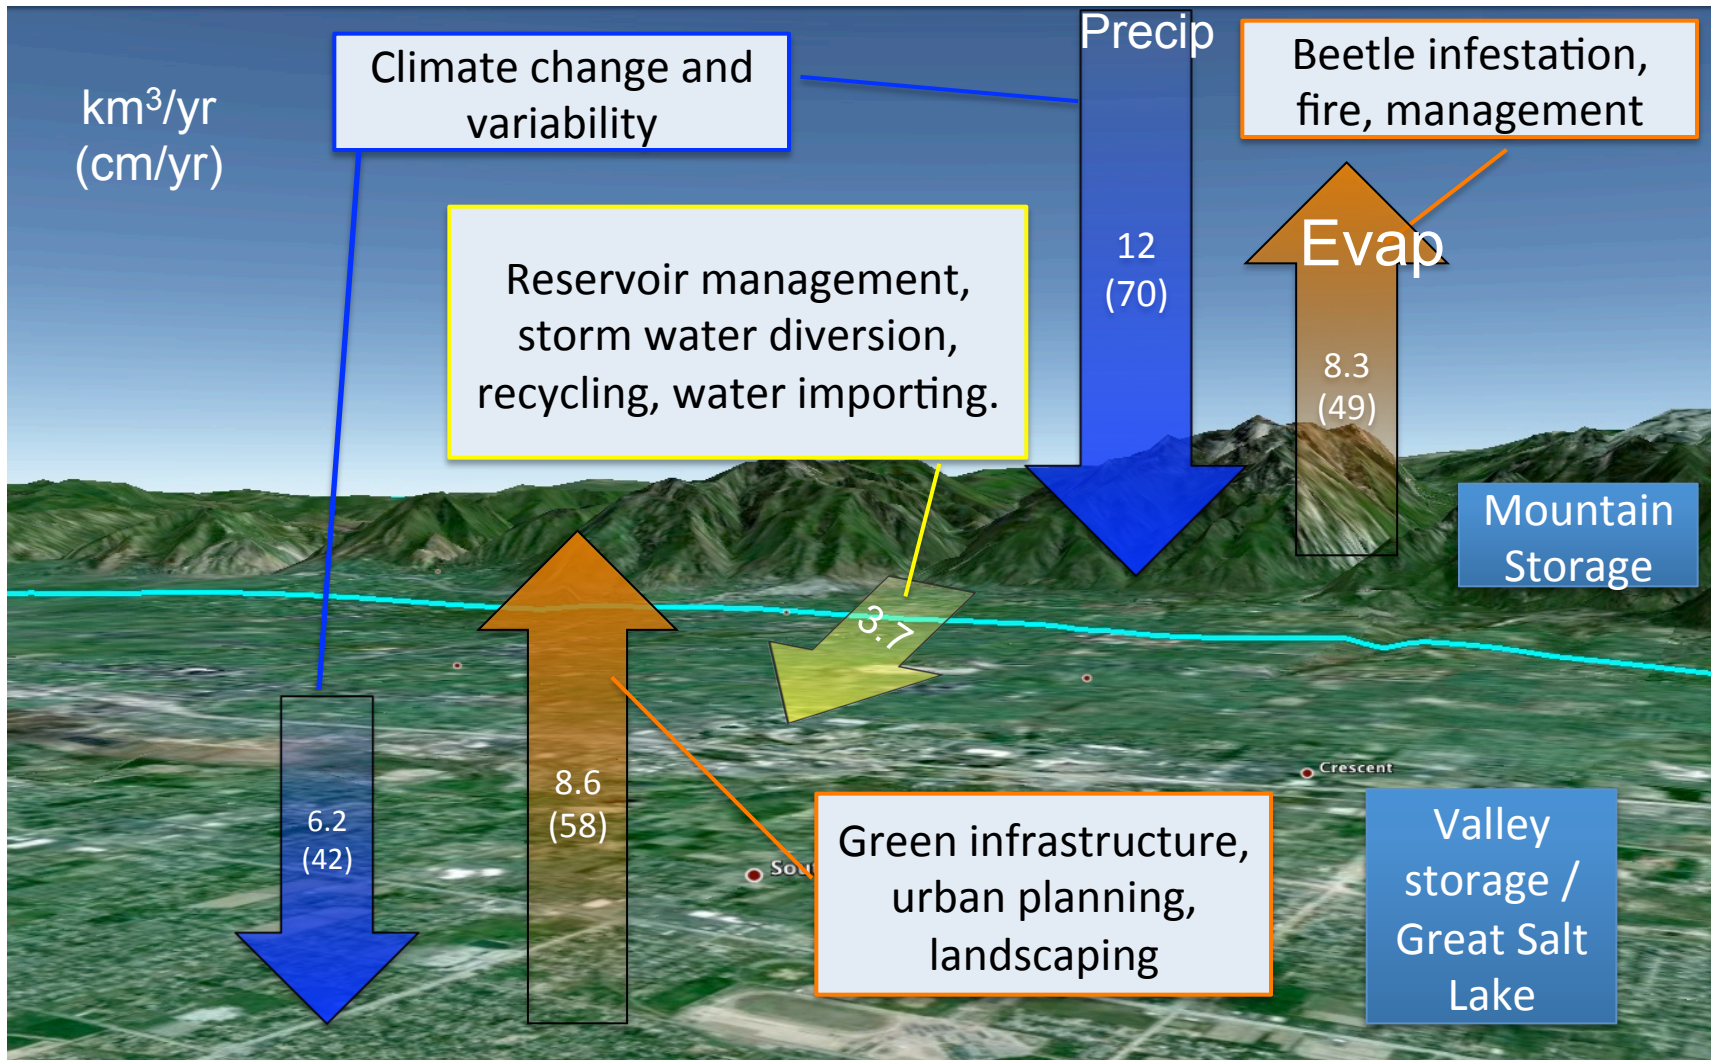 km³/yr
(cm/yr)
Climate change and
variability
Precip
Beetle infestation,
fire, management
Reservoir management,
storm water diversion,
recycling, water importing.
12
(70)
Evap
8.3
(49)
Mountain
Storage
3.7
6.2
(42)
8.6
(58)
Crescent
Green infrastructure,
urban planning,
landscaping
Valley
storage /
Great Salt
Lake